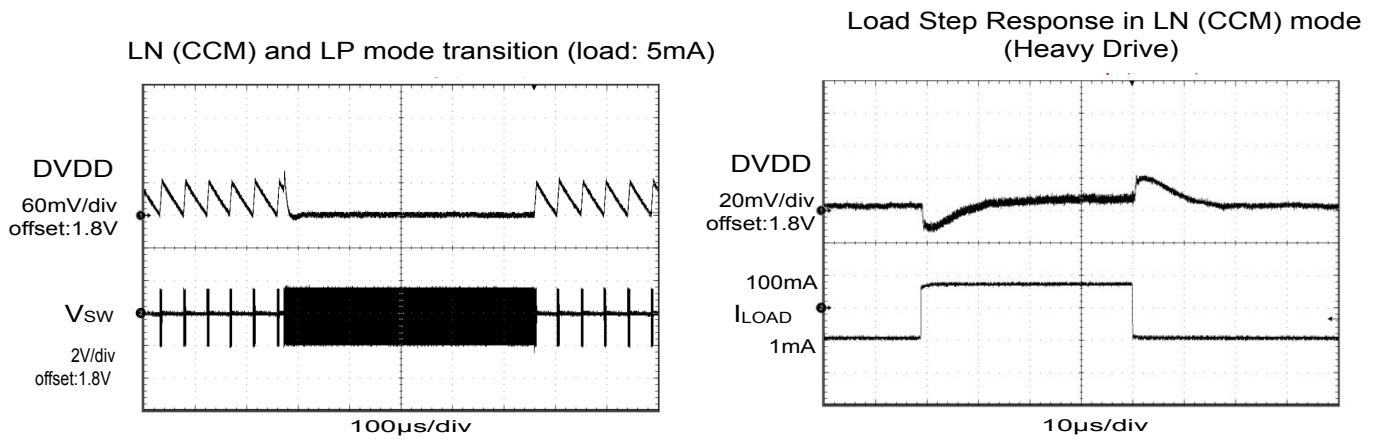 LN (CCM) and LP mode transition (load: 5mA)
DVDD
60mV/div
offset:1.8V
VSW
2V/div
offset:1.8V
100µs/div
Load Step Response in LN (CCM) mode
(Heavy Drive)
DVDD
20mV/div
offset:1.8V
100mA
ILOAD
1mA
10µs/div